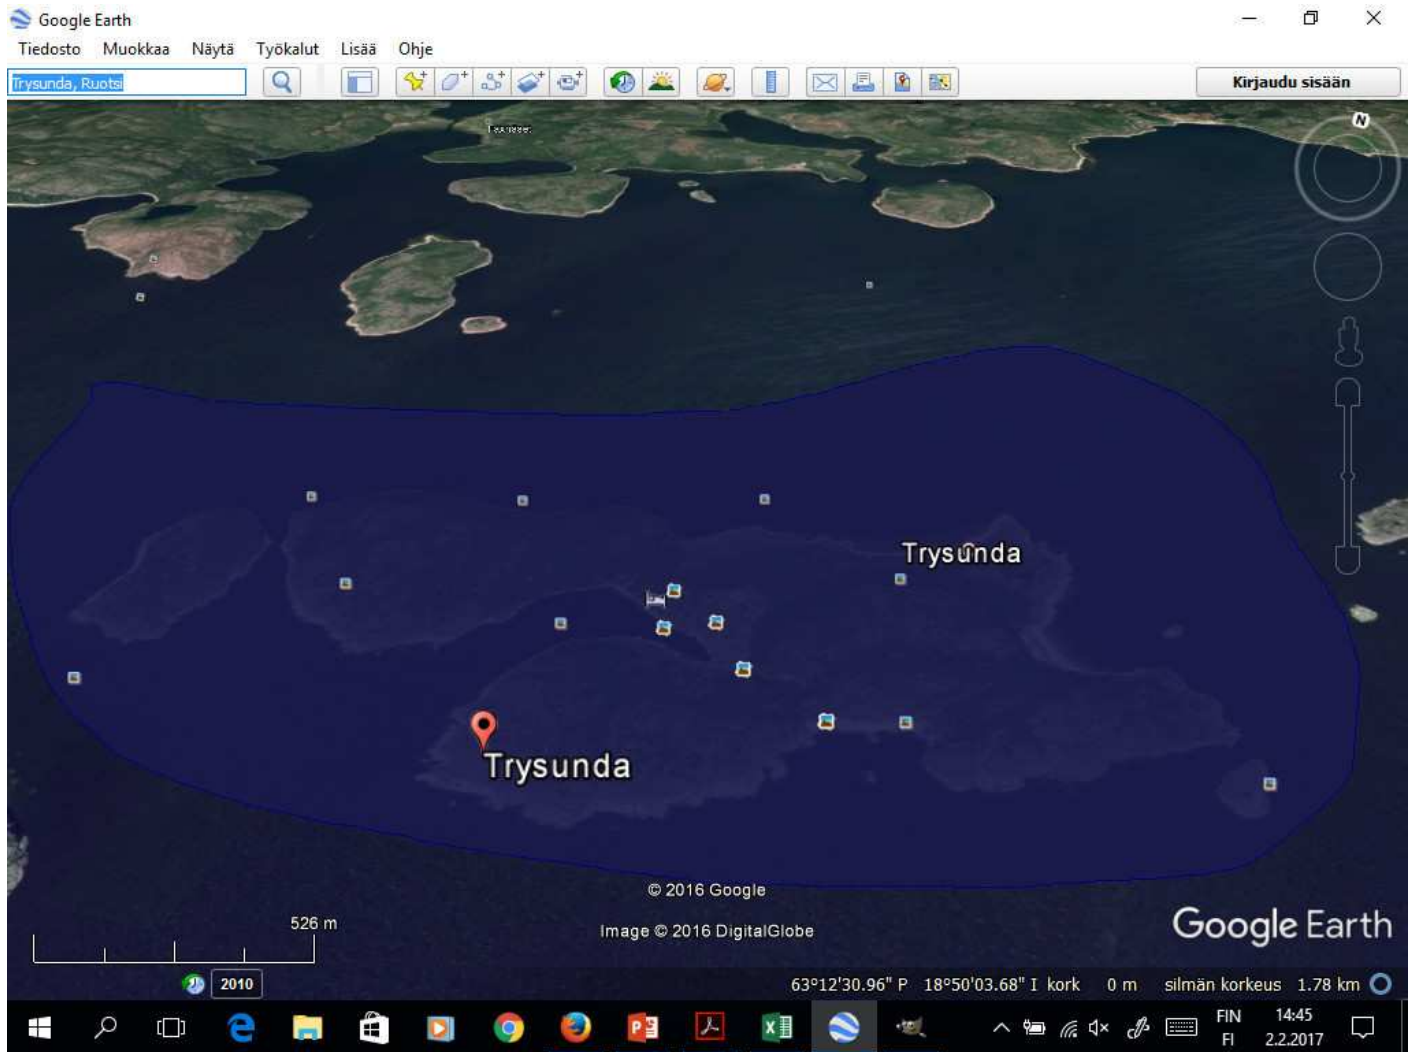 Google Earth
Tiedosto Muokkaa Näytä Työkalut Lisää Ohje
Trysunda, Ruotsi
Kirjaudu sisään
N
Trysunda
Trysunda
© 2016 Google
526 m
Image © 2016 DigitalGlobe
Google Earth
2010
63°12'30.96" P 18°50'03.68" I kork 0 m silmän korkeus 1.78 km
FIN 14:45
FI 2.2.2017